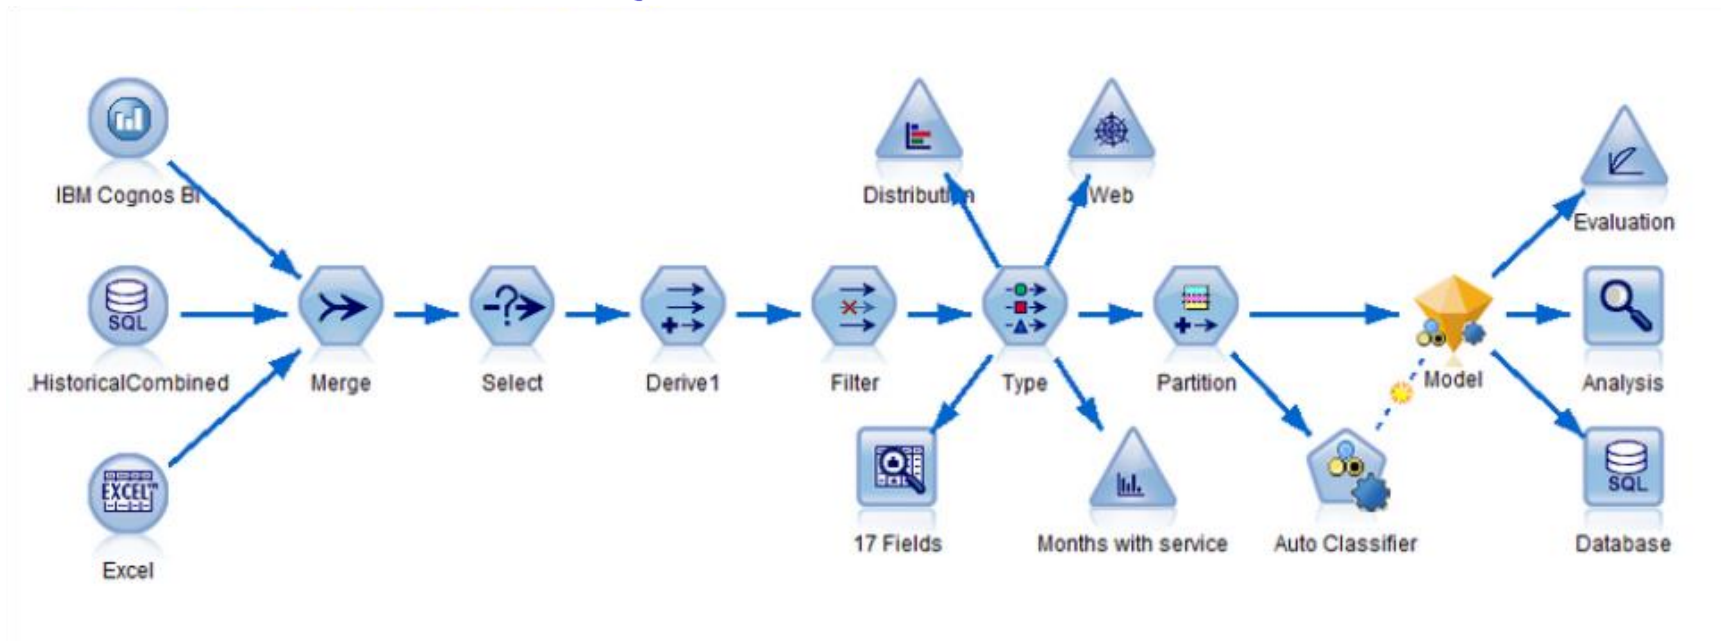 Distribution
Web
IBM Cognos BI
Evaluation
SQL
.HistoricalCombined
Merge
Select
Derive1
Filter
Type
Partition
Model
Analysis
EXCEL
SQL
17 Fields
Months with service
Auto Classifier
Database
Excel